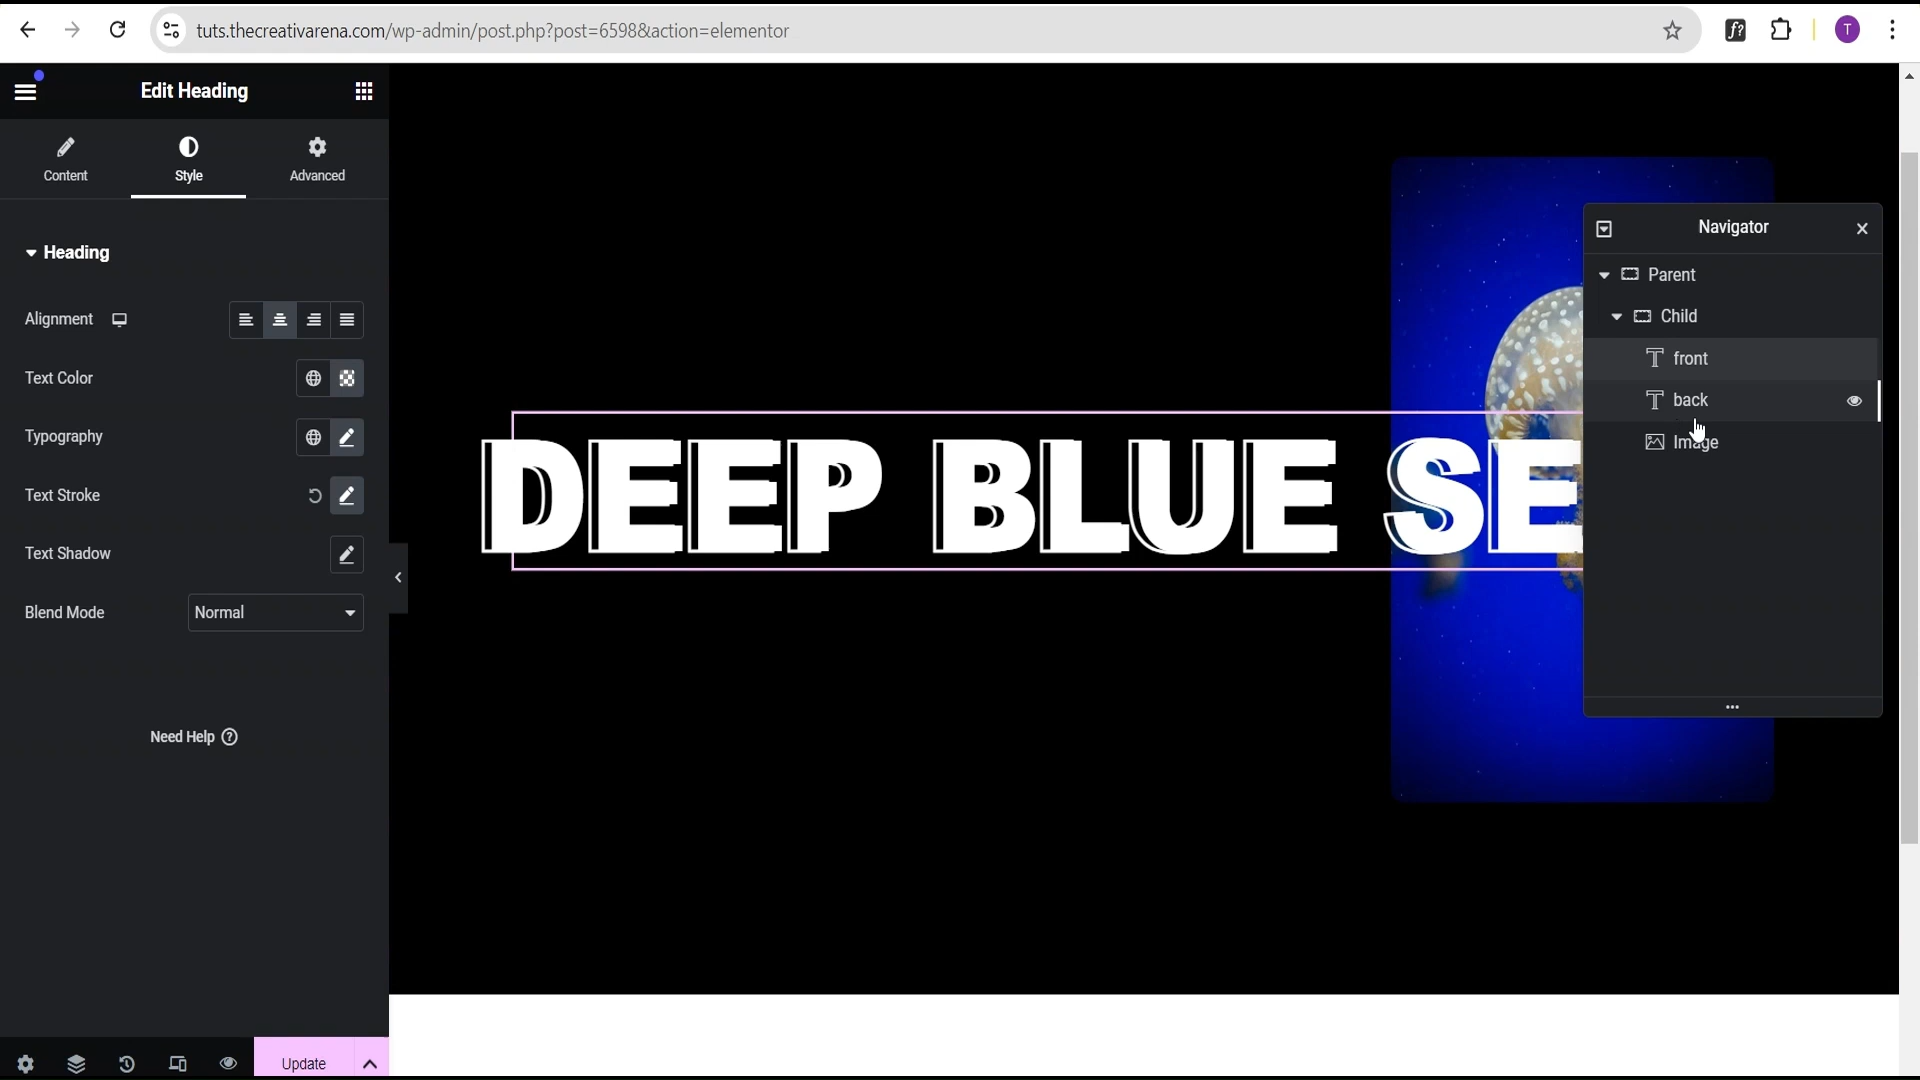 tuts.thecreativarena.com/wp-admin/post.php?post=6598&action=elementor
f?
T
Edit Heading
Content
Style
Advanced
Heading
Alignment
Text Color
Typography
Text Stroke
Text Shadow
Blend Mode
Normal
Need Help
Update
DEEP BLUE SE
Navigator
Parent
Child
front
back
Image